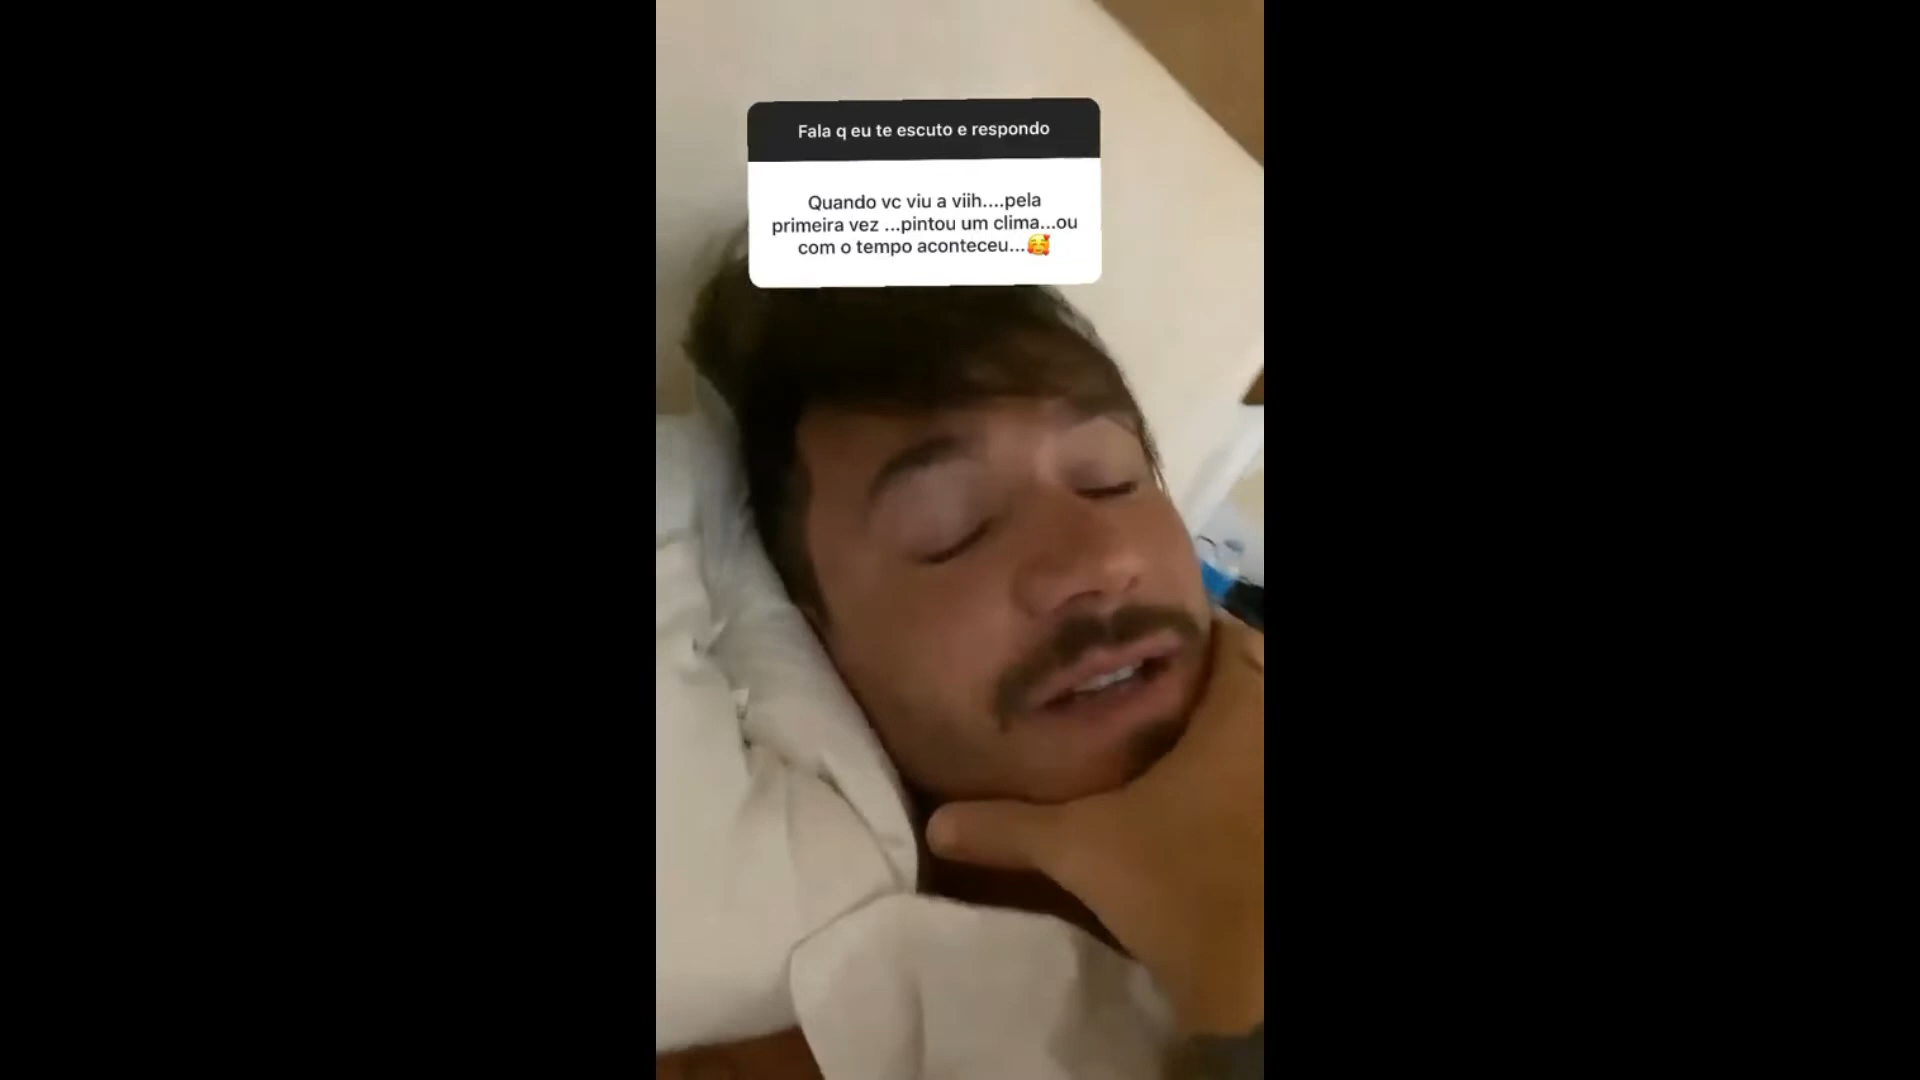 Fala q eu te escuto e respondo
Quando vc viu a viih....pela
primeira vez ...pintou um clima...ou
com o tempo aconteceu...🥰